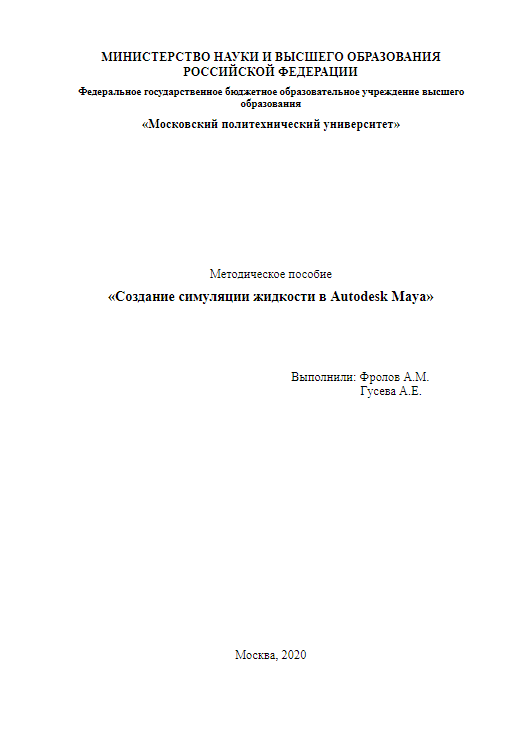 МИНИСТЕРСТВО НАУКИ И ВЫСШЕГО ОБРАЗОВАНИЯ
РОССИЙСКОЙ ФЕДЕРАЦИИ
Федеральное государственное бюджетное образовательное учреждение высшего
образования
«Московский политехнический университет»
Методическое пособие
«Создание симуляции жидкости в Autodesk Maya»
Выполнили: Фролов А.М.
Гусева А.Е.
Москва, 2020